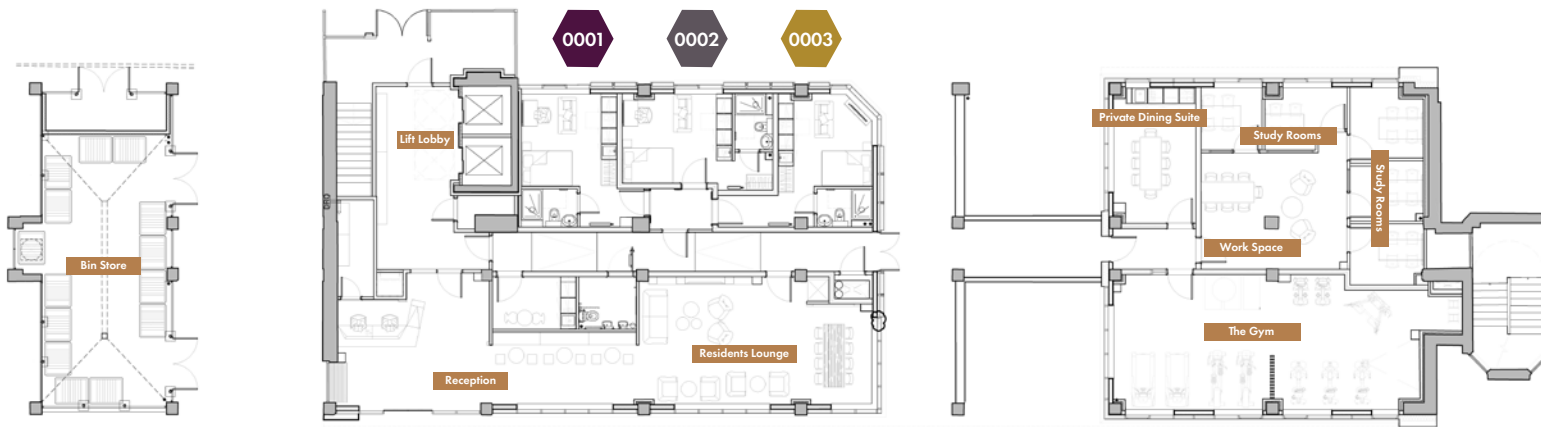 0001
0002
0003
Bin Store
Lift Lobby
Reception
Residents Lounge
Private Dining Suite
Study Rooms
Study Rooms
Work Space
The Gym